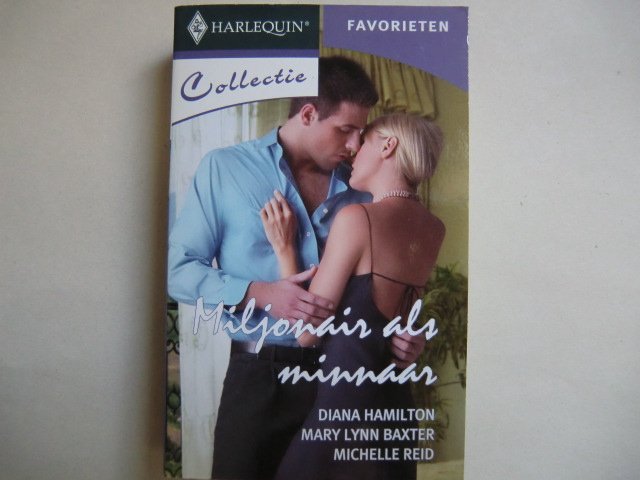 HARLEQUIN®
FAVORIETEN
Collectie
Miljonair als
minnaar
DIANA HAMILTON
MARY LYNN BAXTER
MICHELLE REID